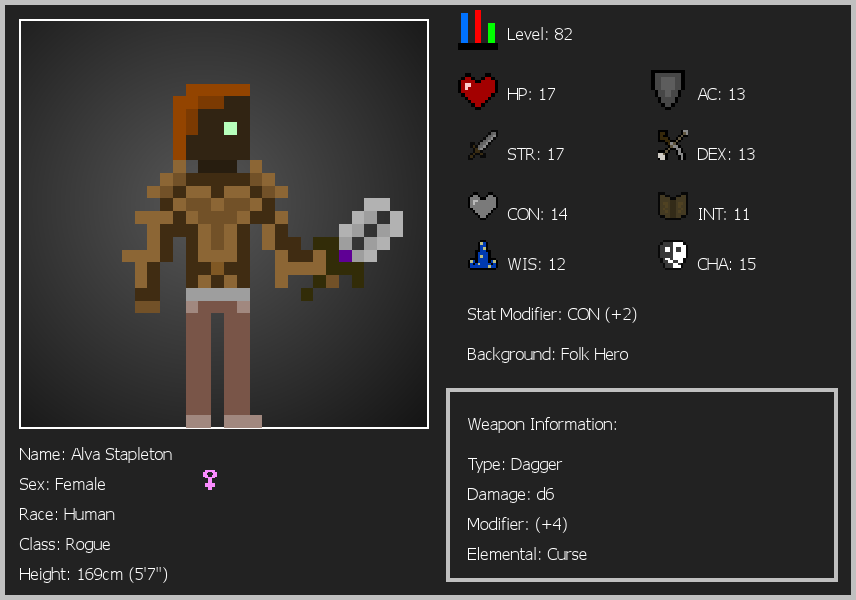 Level: 82
HP: 17
AC: 13
STR: 17
DEX: 13
CON: 14
INT: 11
WIS: 12
CHA: 15
Stat Modifier: CON (+2)
Background: Folk Hero
Weapon Information:
Type: Dagger
Damage: d6
Modifier: (+4)
Elemental: Curse
Name: Alva Stapleton
Sex: Female
Race: Human
Class: Rogue
Height: 169cm (5'7")